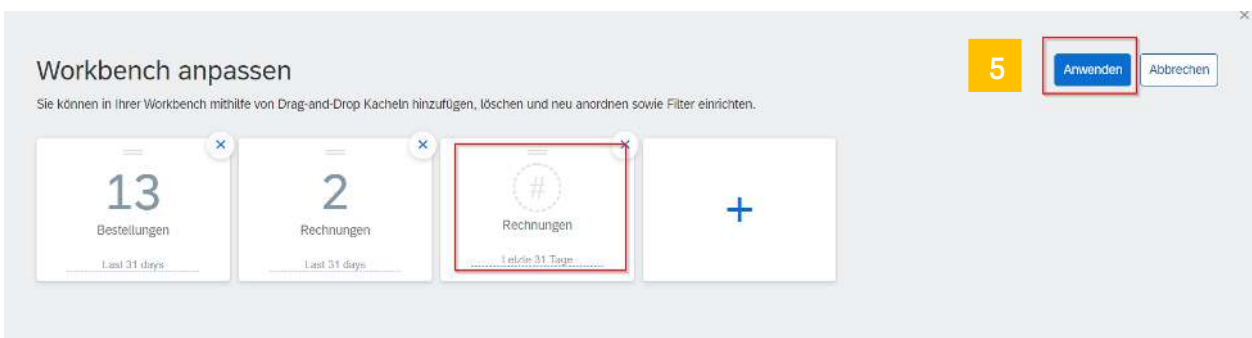 Workbench anpassen
5
Anwenden
Abbrechen
Sie können in Ihrer Workbench mithilfe von Drag-and-Drop Kacheln hinzufügen, löschen und neu anordnen sowie Filter einrichten.
13
Bestellungen
Last 31 days
2
Rechnungen
Last 31 days
#
Rechnungen
Letzte 31 Tage